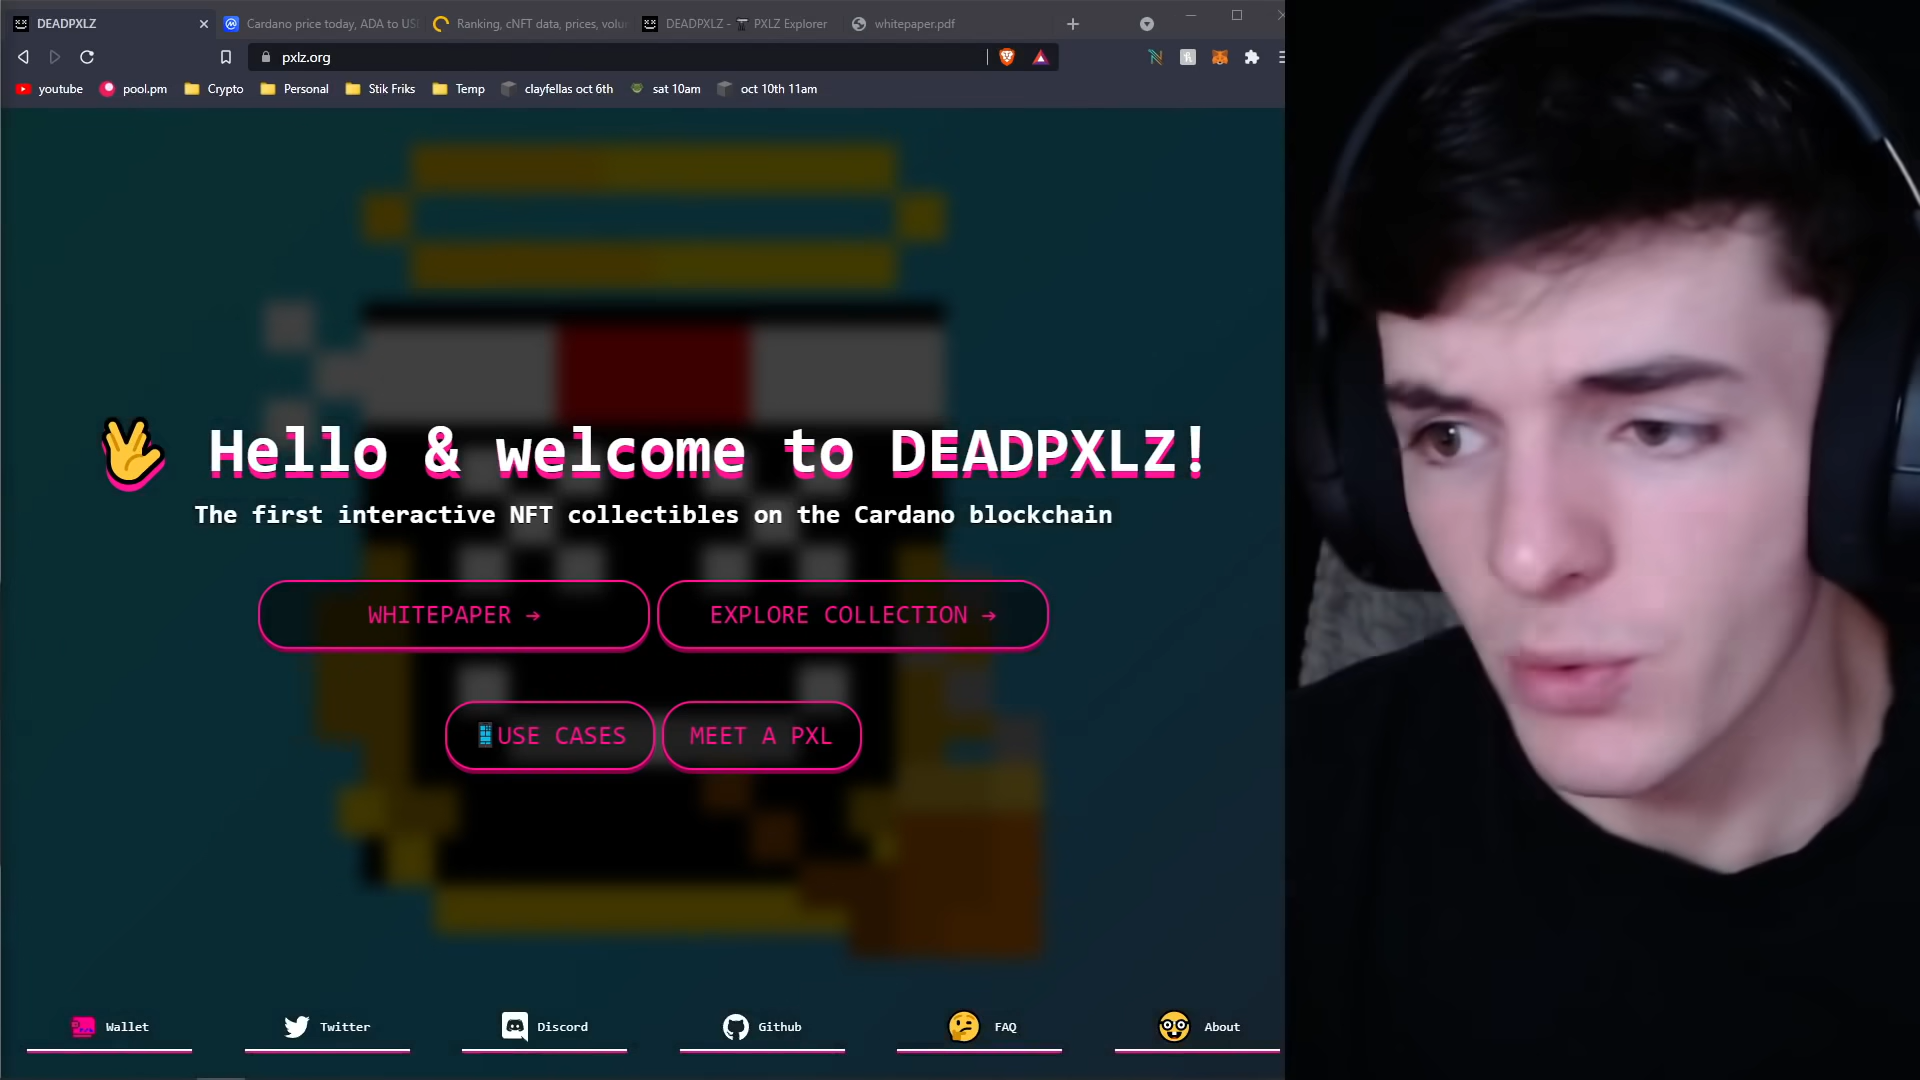 DEADPXLZ
Cardano price today, ADA to US
Ranking, cNFT data, prices, volu
DEADPXLZ - PXLZ Explorer
whitepaper.pdf
pxlz.org
youtube
pool.pm
Crypto
Personal
Stik Friks
Temp
clayfellas oct 6th
sat 10am
oct 10th 11am
Hello & welcome to DEADPXLZ!
The first interactive NFT collectibles on the Cardano blockchain
WHITEPAPER →
EXPLORE COLLECTION →
USE CASES
MEET A PXL
Wallet
Twitter
Discord
Github
FAQ
About